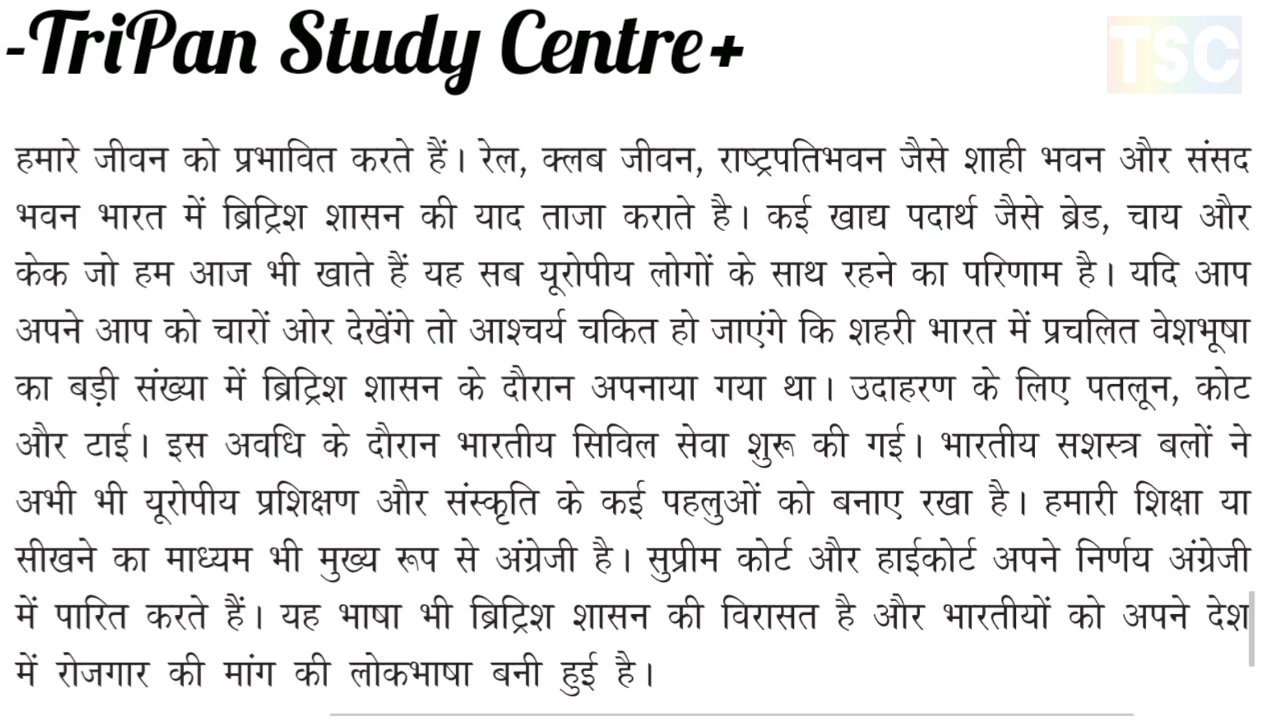 -TriPan Study Centre+
TSC
हमारे जीवन को प्रभावित करते हैं। रेल, क्लब जीवन, राष्ट्रपतिभवन जैसे शाही भवन और संसद
भवन भारत में ब्रिट्रिश शासन की याद ताजा कराते है। कई खाद्य पदार्थ जैसे ब्रेड, चाय और
केक जो हम आज भी खाते हैं यह सब यूरोपीय लोगों के साथ रहने का परिणाम है। यदि आप
अपने आप को चारों ओर देखेंगे तो आश्चर्य चकित हो जाएंगे कि शहरी भारत में प्रचलित वेशभूषा
का बड़ी संख्या में ब्रिट्रिश शासन के दौरान अपनाया गया था। उदाहरण के लिए पतलून, कोट
और टाई। इस अवधि के दौरान भारतीय सिविल सेवा शुरू की गई। भारतीय सशस्त्र बलों ने
अभी भी यूरोपीय प्रशिक्षण और संस्कृति के कई पहलुओं को बनाए रखा है। हमारी शिक्षा या
सीखने का माध्यम भी मुख्य रूप से अंग्रेजी है। सुप्रीम कोर्ट और हाईकोर्ट अपने निर्णय अंग्रेजी
में पारित करते हैं। यह भाषा भी ब्रिट्रिश शासन की विरासत है और भारतीयों को अपने देश
में रोजगार की मांग की लोकभाषा बनी हुई है।